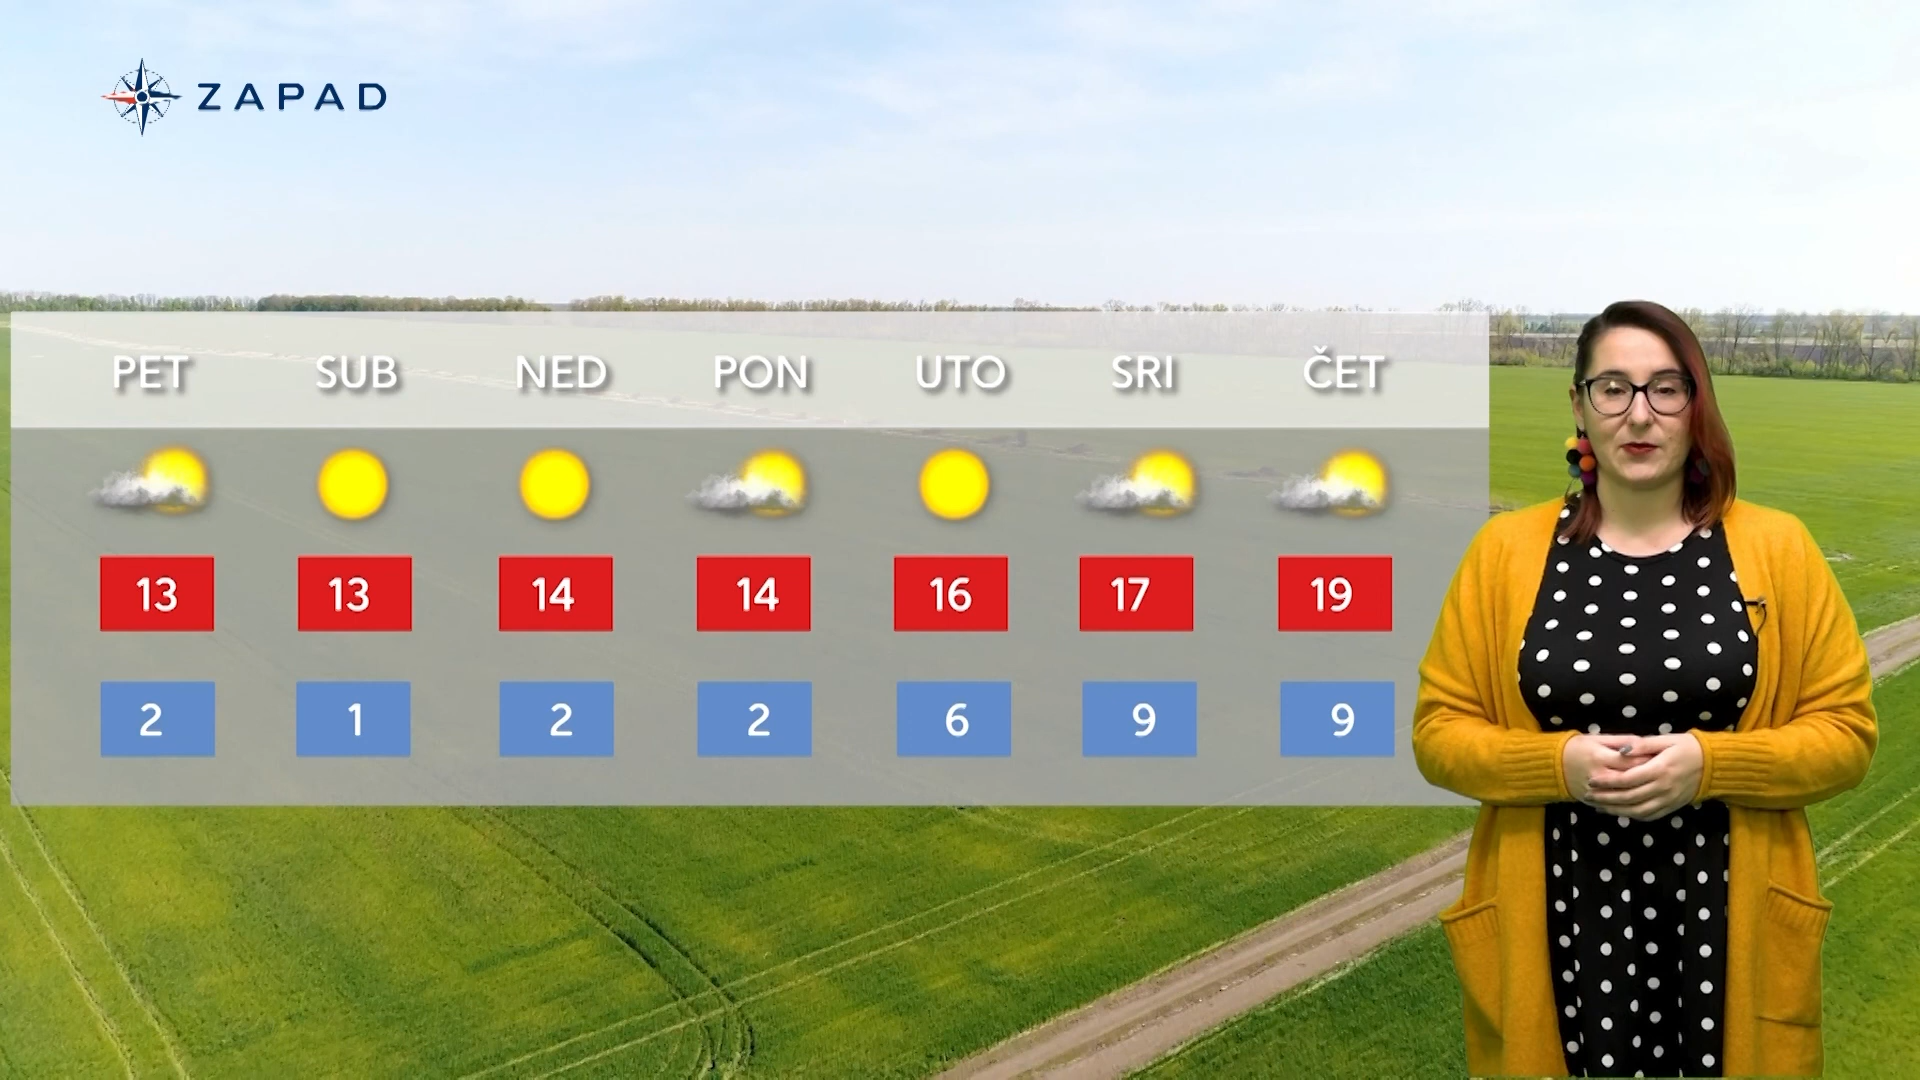 ZAPAD
PET SUB NED PON UTO SRI ČET
13 13 14 14 16 17 19
2 1 2 2 6 9 9